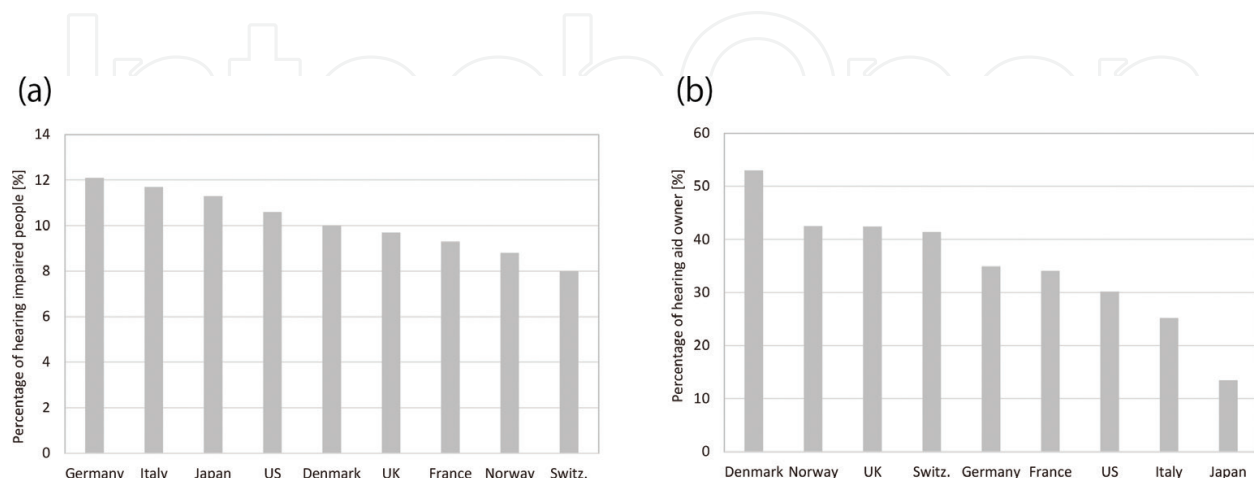 IntechOpen
(a)
Percentage of hearing impaired people [%]
14
12
10
8
6
4
2
0
Germany Italy Japan US Denmark UK France Norway Switz.
(b)
Percentage of hearing aid owner [%]
60
50
40
30
20
10
0
Denmark Norway UK Switz. Germany France US Italy Japan